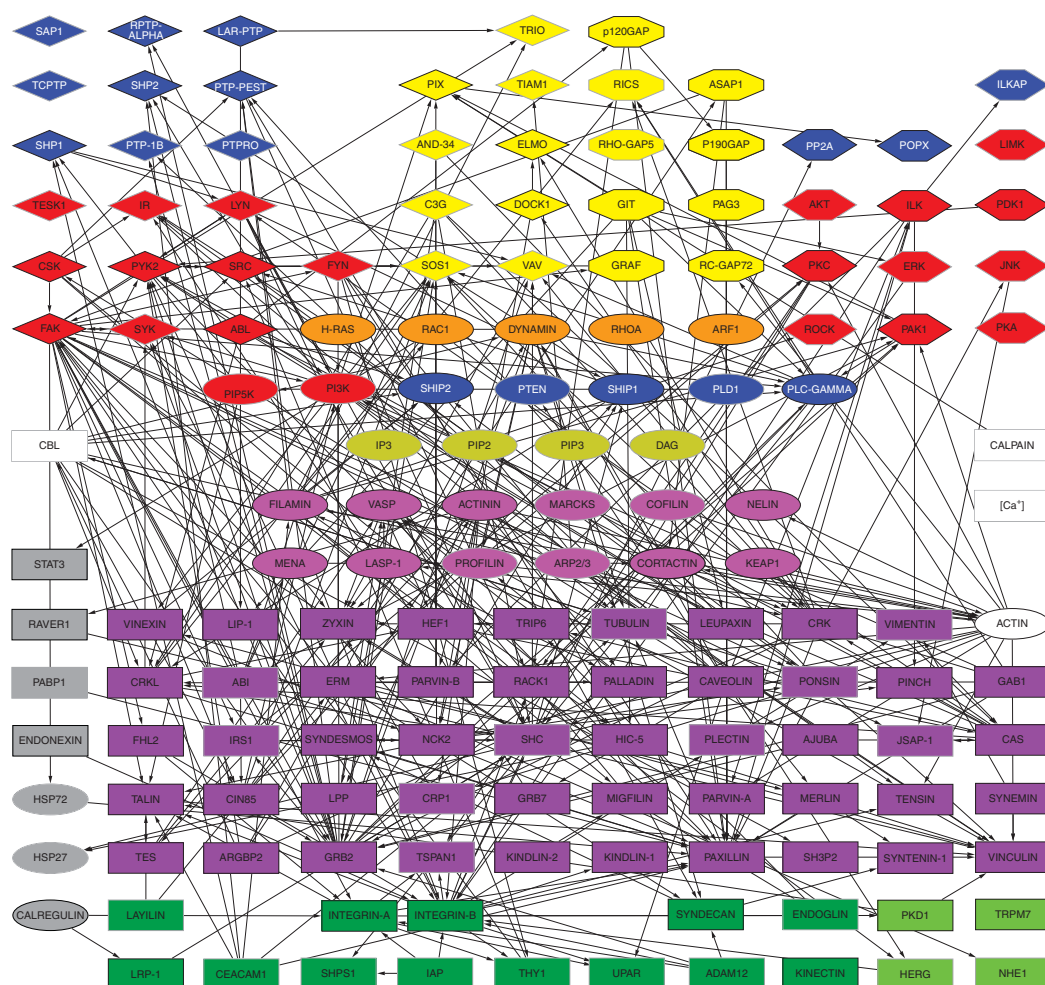 SAP1
RPTP-ALPHA
LAR-PTP
TRIO
p120GAP
TCPTP
SHP2
PTP-PEST
PIX
TIAM1
RICS
ASAP1
ILKAP
SHP1
PTP-1B
PTPRO
AND-34
ELMO
RHO-GAP5
P190GAP
PP2A
POPX
LIMK
TESK1
IR
LYN
C3G
DOCK1
GIT
PAG3
AKT
ILK
PDK1
CSK
PYK2
SRC
FYN
SOS1
VAV
GRAF
RC-GAP72
PKC
ERK
JNK
FAK
SYK
ABL
H-RAS
RAC1
DYNAMIN
RHOA
ARF1
ROCK
PAK1
PKA
PIP5K
PI3K
SHIP2
PTEN
SHIP1
PLD1
PLC-GAMMA
CBL
IP3
PIP2
PIP3
DAG
CALPAIN
FILAMIN
VASP
ACTININ
MARCKS
COFILIN
NELIN
[Ca+]
STAT3
MENA
LASP-1
PROFILIN
ARP2/3
CORTACTIN
KEAP1
RAVER1
VINEXIN
LIP-1
ZYXIN
HEF1
TRIP6
TUBULIN
LEUPAXIN
CRK
VIMENTIN
ACTIN
PABP1
CRKL
ABI
ERM
PARVIN-B
RACK1
PALLADIN
CAVEOLIN
PONSIN
PINCH
GAB1
ENDONEXIN
FHL2
IRS1
SYNDESMOS
NCK2
SHC
HIC-5
PLECTIN
AJUBA
JSAP-1
CAS
HSP72
TALIN
CIN85
LPP
CRP1
GRB7
MIGFILIN
PARVIN-A
MERLIN
TENSIN
SYNEMIN
HSP27
TES
ARGBP2
GRB2
TSPAN1
KINDLIN-2
KINDLIN-1
PAXILLIN
SH3P2
SYNTENIN-1
VINCULIN
CALREGULIN
LAYILIN
INTEGRIN-A
INTEGRIN-B
SYNDECAN
ENDOGLIN
PKD1
TRPM7
LRP-1
CEACAM1
SHPS1
IAP
THY1
UPAR
ADAM12
KINECTIN
HERG
NHE1